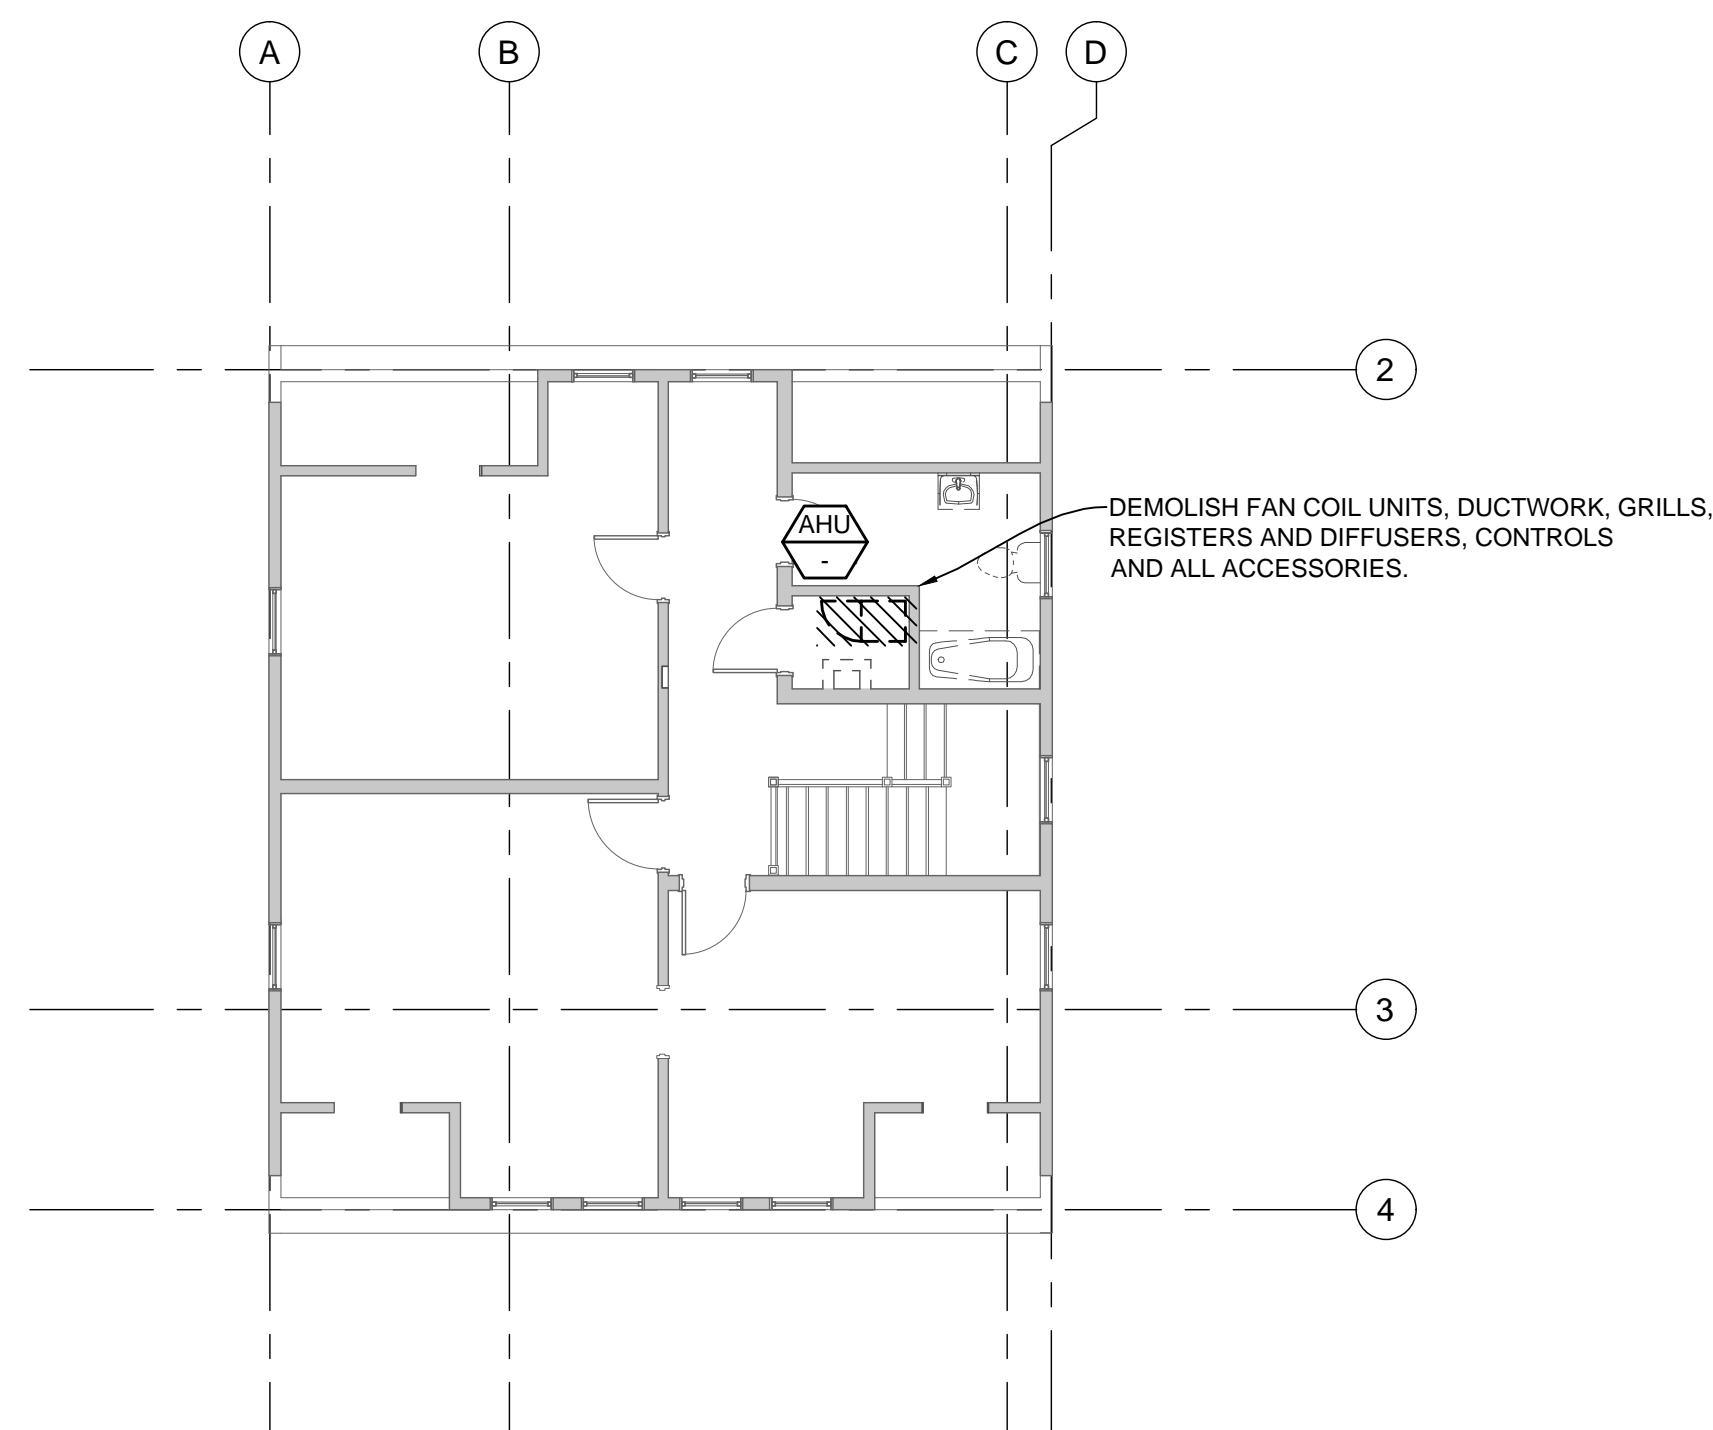 A
B
C
D
2
AHU
-
DEMOLISH FAN COIL UNITS, DUCTWORK, GRILLS,
REGISTERS AND DIFFUSERS, CONTROLS
AND ALL ACCESSORIES.
3
4